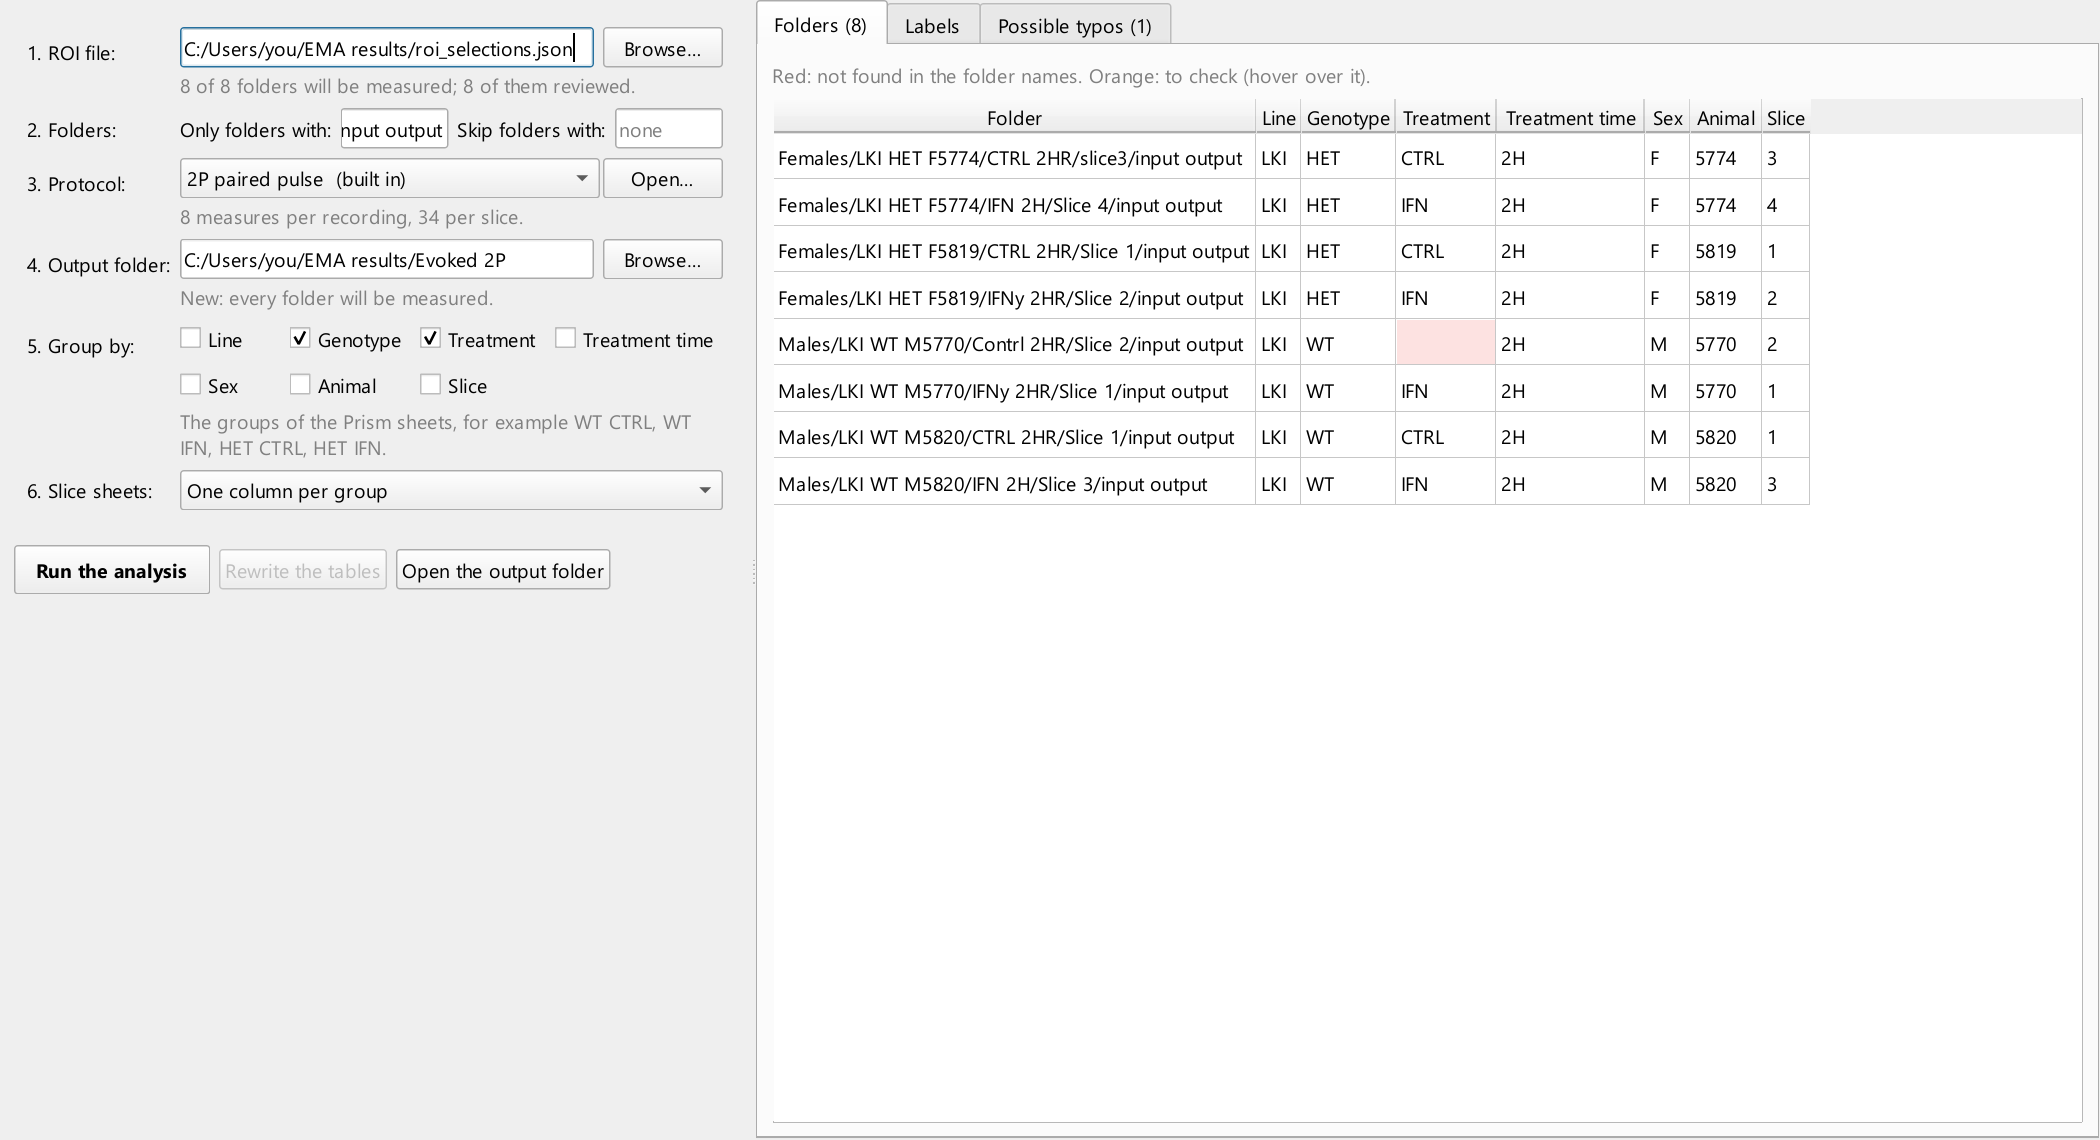 1. ROI file: C:/Users/you/EMA results/roi_selections.json Browse...
8 of 8 folders will be measured; 8 of them reviewed.
2. Folders: Only folders with: nput output Skip folders with: none
3. Protocol: 2P paired pulse (built in) Open...
8 measures per recording, 34 per slice.
4. Output folder: C:/Users/you/EMA results/Evoked 2P Browse...
New: every folder will be measured.
5. Group by: Line Genotype Treatment Treatment time
Sex Animal Slice
The groups of the Prism sheets, for example WT CTRL, WT
IFN, HET CTRL, HET IFN.
6. Slice sheets: One column per group
Run the analysis Rewrite the tables Open the output folder
Folders (8) Labels Possible typos (1)
Red: not found in the folder names. Orange: to check (hover over it).
Folder Line Genotype Treatment Treatment time Sex Animal Slice
Females/LKI HET F5774/CTRL 2HR/slice3/input output LKI HET CTRL 2H F 5774 3
Females/LKI HET F5774/IFN 2H/Slice 4/input output LKI HET IFN 2H F 5774 4
Females/LKI HET F5819/CTRL 2HR/Slice 1/input output LKI HET CTRL 2H F 5819 1
Females/LKI HET F5819/IFNy 2HR/Slice 2/input output LKI HET IFN 2H F 5819 2
Males/LKI WT M5770/Contrl 2HR/Slice 2/input output LKI WT 2H M 5770 2
Males/LKI WT M5770/IFNy 2HR/Slice 1/input output LKI WT IFN 2H M 5770 1
Males/LKI WT M5820/CTRL 2HR/Slice 1/input output LKI WT CTRL 2H M 5820 1
Males/LKI WT M5820/IFN 2H/Slice 3/input output LKI WT IFN 2H M 5820 3